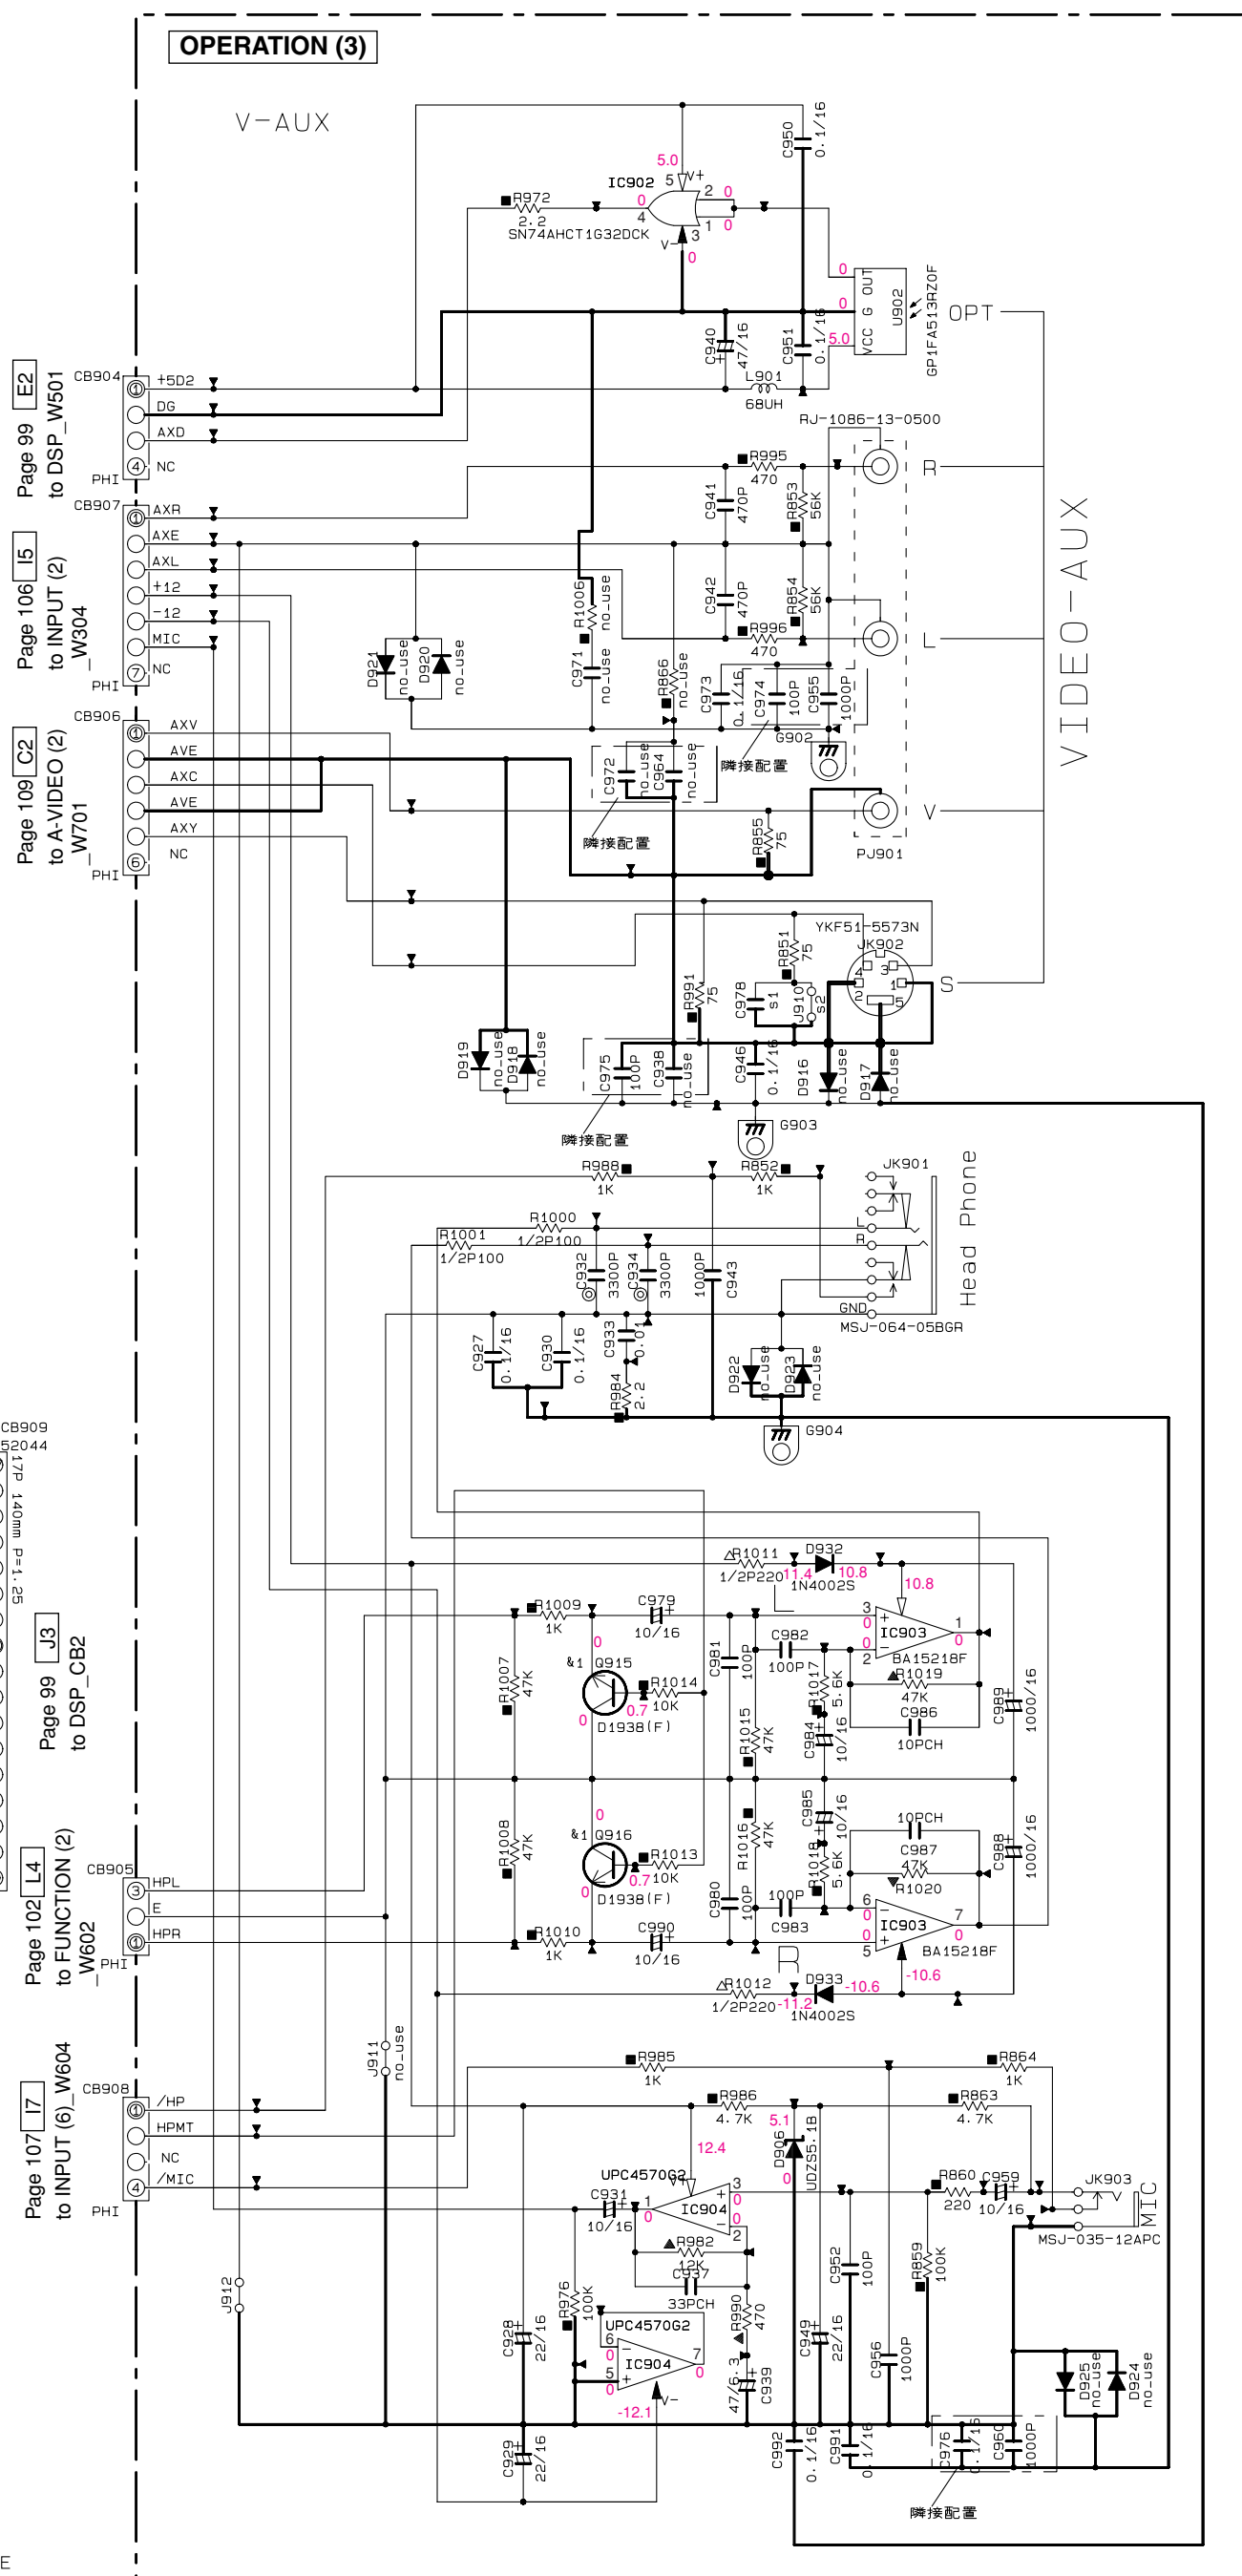 OPERATION (3)
V-AUX
C950
0.1/16
5.0
5
V+
IC902
2
0
0
4
1
0
R972
2.2
SN74AHCT1G32DCK
V-
3
0
0
OUT
0
G
5.0
VCC
U902
GP1FA513RZ0F
OPT
C940
47/16
C951
0.1/16
L901
68UH
Page 99 E2
to DSP_W501
CB904
① +5D2
DG
AXD
④ NC
PHI
RJ-1086-13-0500
R995
470
R
C941
470P
R853
56K
Page 106 I5
to INPUT (2)
_W304
CB907
① AXR
AXE
AXL
+12
-12
MIC
⑦ NC
PHI
C942
470P
R854
56K
R996
470
L
VIDEO-AUX
D921
no_use
D920
no_use
R1006
no_use
C971
no_use
R866
no_use
C973
0.1/16
C974
100P
C955
1000P
G902
隣接配置
C972
no_use
C964
no_use
隣接配置
Page 109 C2
to A-VIDEO (2)
_W701
CB906
① AXV
AVE
AXC
AVE
AXY
⑥ NC
PHI
R855
75
V
PJ901
YKF51-5573N
JK902
4
3
2
1
5
S
R851
75
R991
75
C978
s1
J910
s2
D919
no_use
D918
no_use
C975
100P
C938
no_use
C946
0.1/16
D916
no_use
D917
no_use
G903
隣接配置
R988
1K
R852
1K
JK901
Head Phone
R1000
1/2P100
R1001
1/2P100
L
R
GND
MSJ-064-05BGR
C932
3300P
C934
3300P
1000P
C943
C927
0.1/16
C930
0.1/16
C933
0.01
R984
2.2
D922
no_use
D923
no_use
G904
CB909
52044
17P 140mm P=1.25
Page 99 J3
to DSP_CB2
R1011
1/2P220
11.4
D932
10.8
1N4002S
10.8
R1009
1K
C979
10/16
3
0
0
2
IC903
1
0
BA15218F
0
&1 Q915
0
0.7
D1938(F)
R1014
10K
R1007
47K
C981
100P
C982
100P
R1015
47K
R1017
5.6K
C984
10/16
R1019
47K
C986
10PCH
C989
1000/16
0
&1 Q916
0
0.7
D1938(F)
R1013
10K
R1008
47K
R1016
47K
C985
10/16
R1018
5.6K
10PCH
C987
47K
R1020
C988
1000/16
C980
100P
100P
C983
6
0
0
5
IC903
7
0
BA15218F
Page 102 L4
to FUNCTION (2)
_W602
CB905
③ HPL
E
① HPR
PHI
R1010
1K
C990
10/16
R
R1012
1/2P220
-11.2
D933
-10.6
1N4002S
-10.6
J911
no_use
R985
1K
R864
1K
Page 107 I7
to INPUT (6)_W604
CB908
① /HP
HPMT
NC
④ /MIC
PHI
R986
4.7K
R863
4.7K
5.1
D906
0
UDZS5.1B
12.4
UPC4570G2
V+
C931
10/16
1
0
IC904
3
0
0
2
R860
220
C959
10/16
JK903
MIC
MSJ-035-12APC
R982
12K
C937
33PCH
C952
100P
R859
100K
J912
R976
100K
UPC4570G2
6
0
5
0
IC904
7
0
V-
-12.1
R990
470
47/6.3
C939
C928
22/16
C949
22/16
C956
1000P
D925
no_use
D924
no_use
C929
22/16
C992
0.1/16
C991
0.1/16
C976
0.1/16
C960
1000P
隣接配置
E